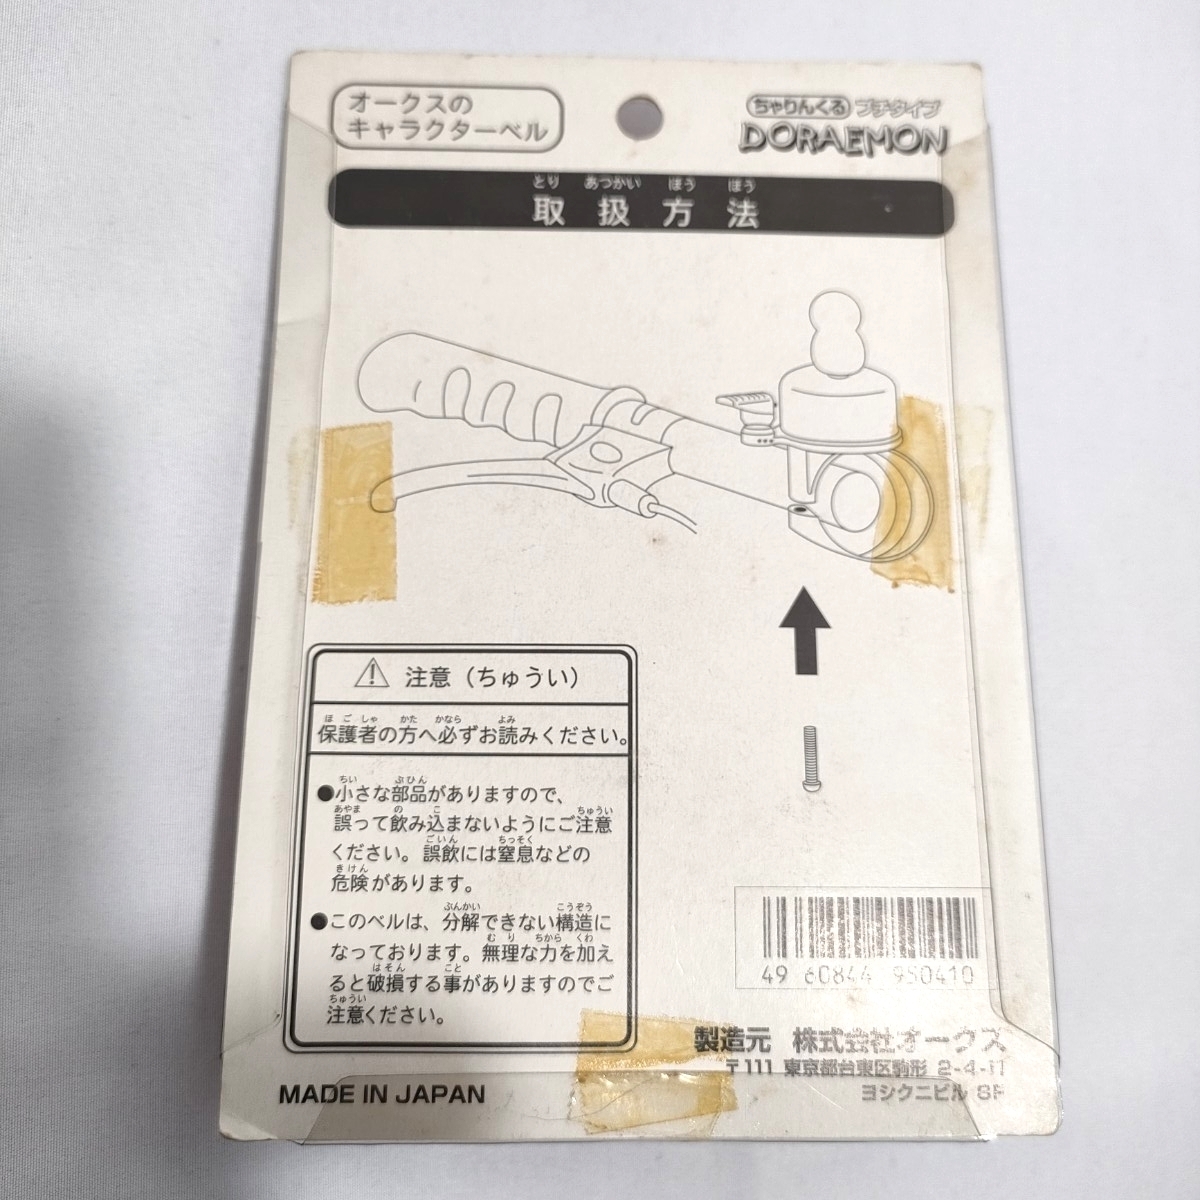 オークスの
キャラクターベル
ちゃりんくる プチタイプ
DORAEMON
とり あつかい ほう ほう
取扱方法
注意（ちゅうい）
ほごしゃ かた かなら よみ
保護者の方へ必ずお読みください。
ちい ぶひん
●小さな部品がありますので、
あやま の こ ちゅうい
誤って飲み込まないようにご注意
ごいん ちっそく
ください。誤飲には窒息などの
きけん
危険があります。
ぶんかい こうぞう
●このベルは、分解できない構造に
むり ちから くわ
なっております。無理な力を加え
はそん こと
ると破損する事がありますのでご
ちゅうい
注意ください。
49 60844 950410
製造元 株式会社オークス
〒111 東京都台東区駒形 2-4-11
ヨシクニビル 8F
MADE IN JAPAN